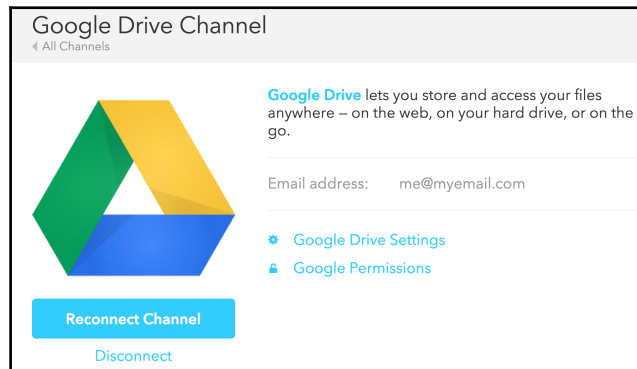 Google Drive Channel
All Channels
Google Drive lets you store and access your files
anywhere – on the web, on your hard drive, or on the
go.
Email address: me@myemail.com
Google Drive Settings
Google Permissions
Reconnect Channel
Disconnect